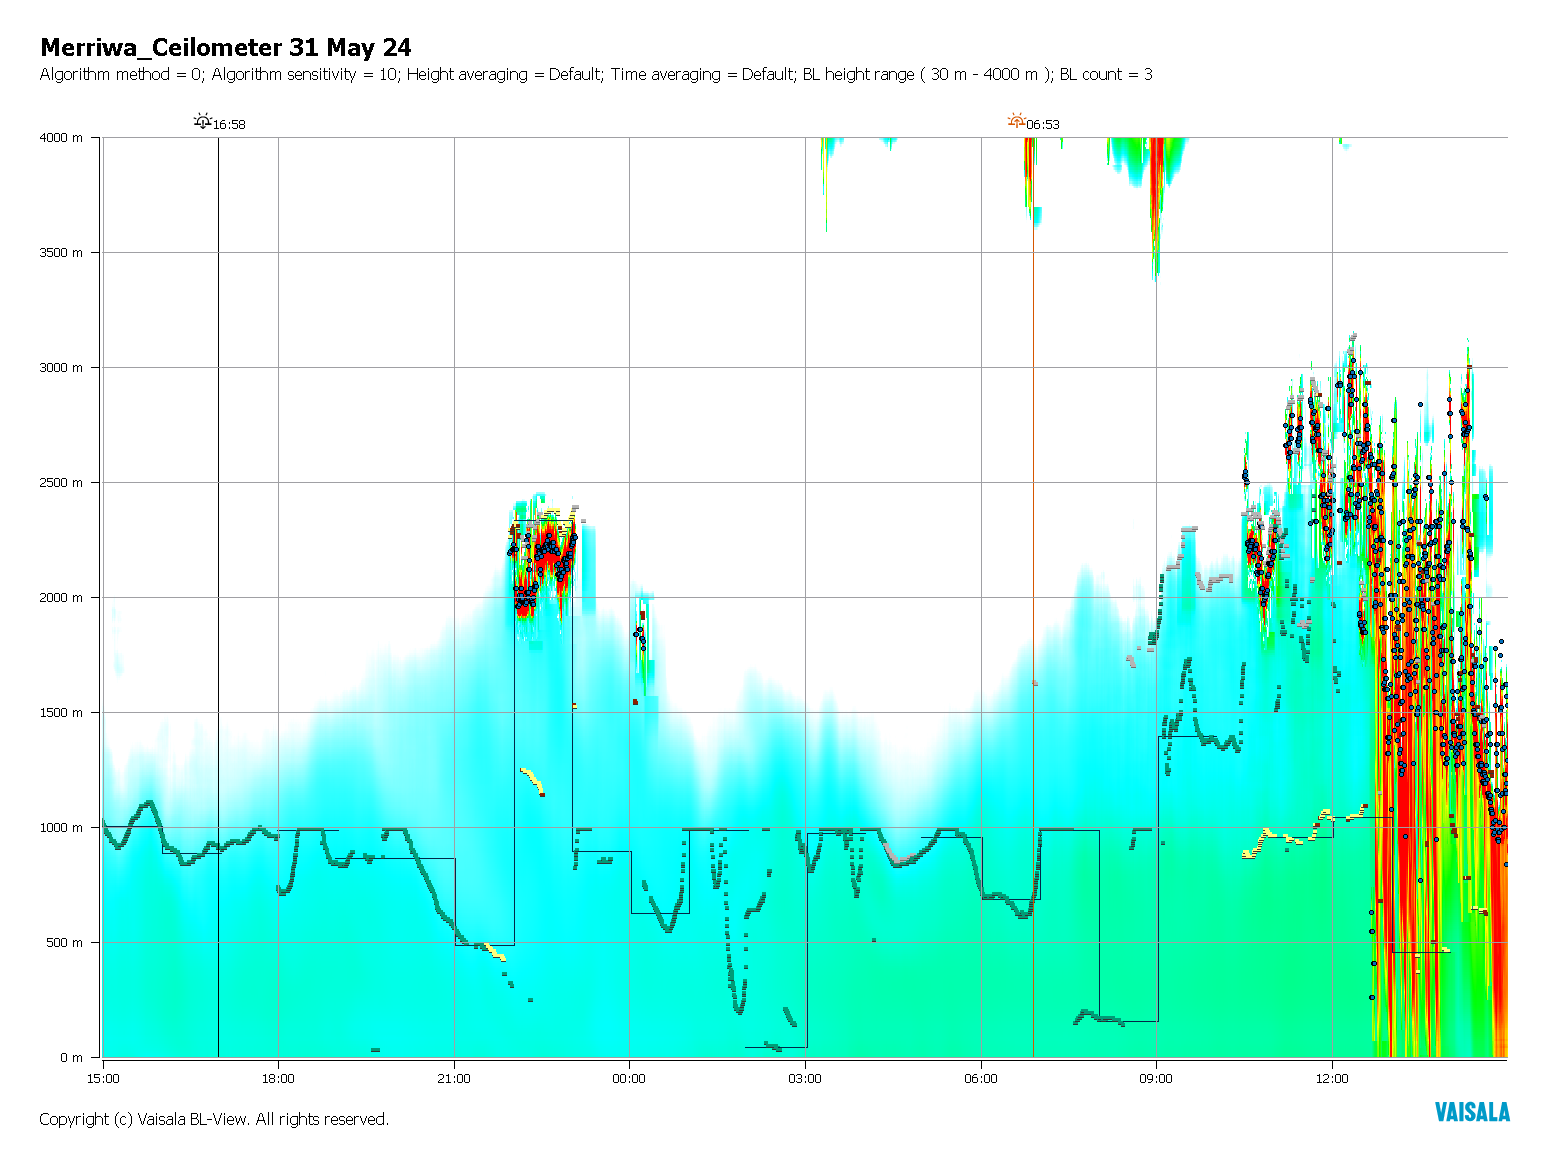 Merriwa_Ceilometer 31 May 24
Algorithm method = 0; Algorithm sensitivity = 10; Height averaging = Default; Time averaging = Default; BL height range ( 30 m - 4000 m ); BL count = 3
16:58
06:53
4000 m
3500 m
3000 m
2500 m
2000 m
1500 m
1000 m
500 m
0 m
15:00 18:00 21:00 00:00 03:00 06:00 09:00 12:00
Copyright (c) Vaisala BL-View. All rights reserved.
VAISALA